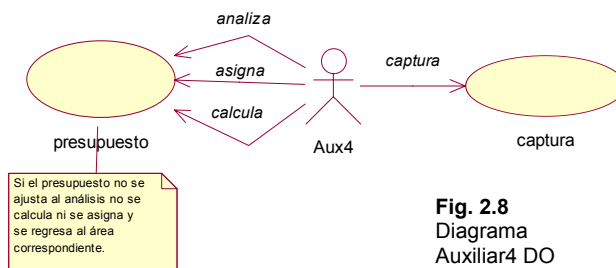 analiza
asigna
calcula
captura
presupuesto
Aux4
captura
Si el presupuesto no se
ajusta al análisis no se
calcula ni se asigna y
se regresa al área
correspondiente.
Fig. 2.8
Diagrama
Auxiliar4 DO